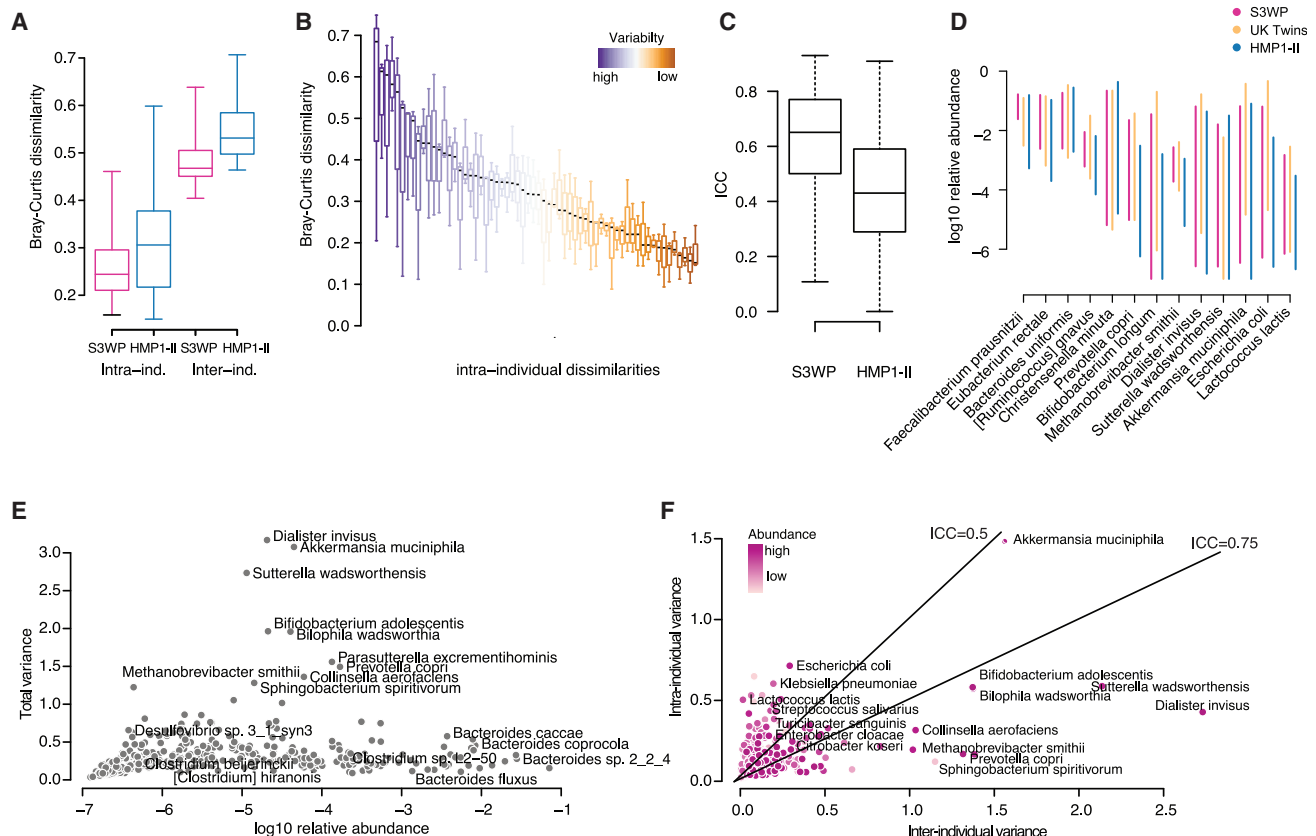 A
Bray-Curtis dissimilarity
0.7
0.6
0.5
0.4
0.3
0.2
S3WP HMP1-II S3WP HMP1-II
Intra-ind. Inter-ind.
B
Bray-Curtis dissimilarity
0.7
0.6
0.5
0.4
0.3
0.2
0.1
0.0
Variabilty
high low
intra-individual dissimilarities
C
ICC
0.8
0.6
0.4
0.2
0.0
S3WP HMP1-II
D
S3WP
UK Twins
HMP1-II
log10 relative abundance
0
-2
-4
-6
Faecalibacterium prausnitzii
Eubacterium rectale
Bacteroides uniformis
[Ruminococcus] gnavus
Christensenella minuta
Prevotella copri
Bifidobacterium longum
Methanobrevibacter smithii
Dialister invisus
Sutterella wadsworthensis
Akkermansia muciniphila
Escherichia coli
Lactococcus lactis
E
Total variance
3.0
2.5
2.0
1.5
1.0
0.5
0.0
Dialister invisus
Akkermansia muciniphila
Sutterella wadsworthensis
Bifidobacterium adolescentis
Bilophila wadsworthia
Parasutterella excrementihominis
Prevotella copri
Methanobrevibacter smithii
Collinsella aerofaciens
Sphingobacterium spiritivorum
Desulfovibrio sp. 3_1_syn3
Bacteroides caccae
Bacteroides coprocola
Clostridium beijerinckii
Clostridium sp. L2-50
Bacteroides sp. 2_2_4
[Clostridium] hiranonis
Bacteroides fluxus
-7 -6 -5 -4 -3 -2 -1
log10 relative abundance
F
Intra-individual variance
1.5
1.0
0.5
0.0
Abundance
high
low
ICC=0.5
ICC=0.75
Akkermansia muciniphila
Escherichia coli
Klebsiella pneumoniae
Bifidobacterium adolescentis
Sutterella wadsworthensis
Lactococcus lactis
Bilophila wadsworthia
Streptococcus salivarius
Dialister invisus
Turicibacter sanguinis
Enterobacter cloacae
Collinsella aerofaciens
Citrobacter koseri
Methanobrevibacter smithii
Prevotella copri
Sphingobacterium spiritivorum
0.0 0.5 1.0 1.5 2.0 2.5
Inter-individual variance